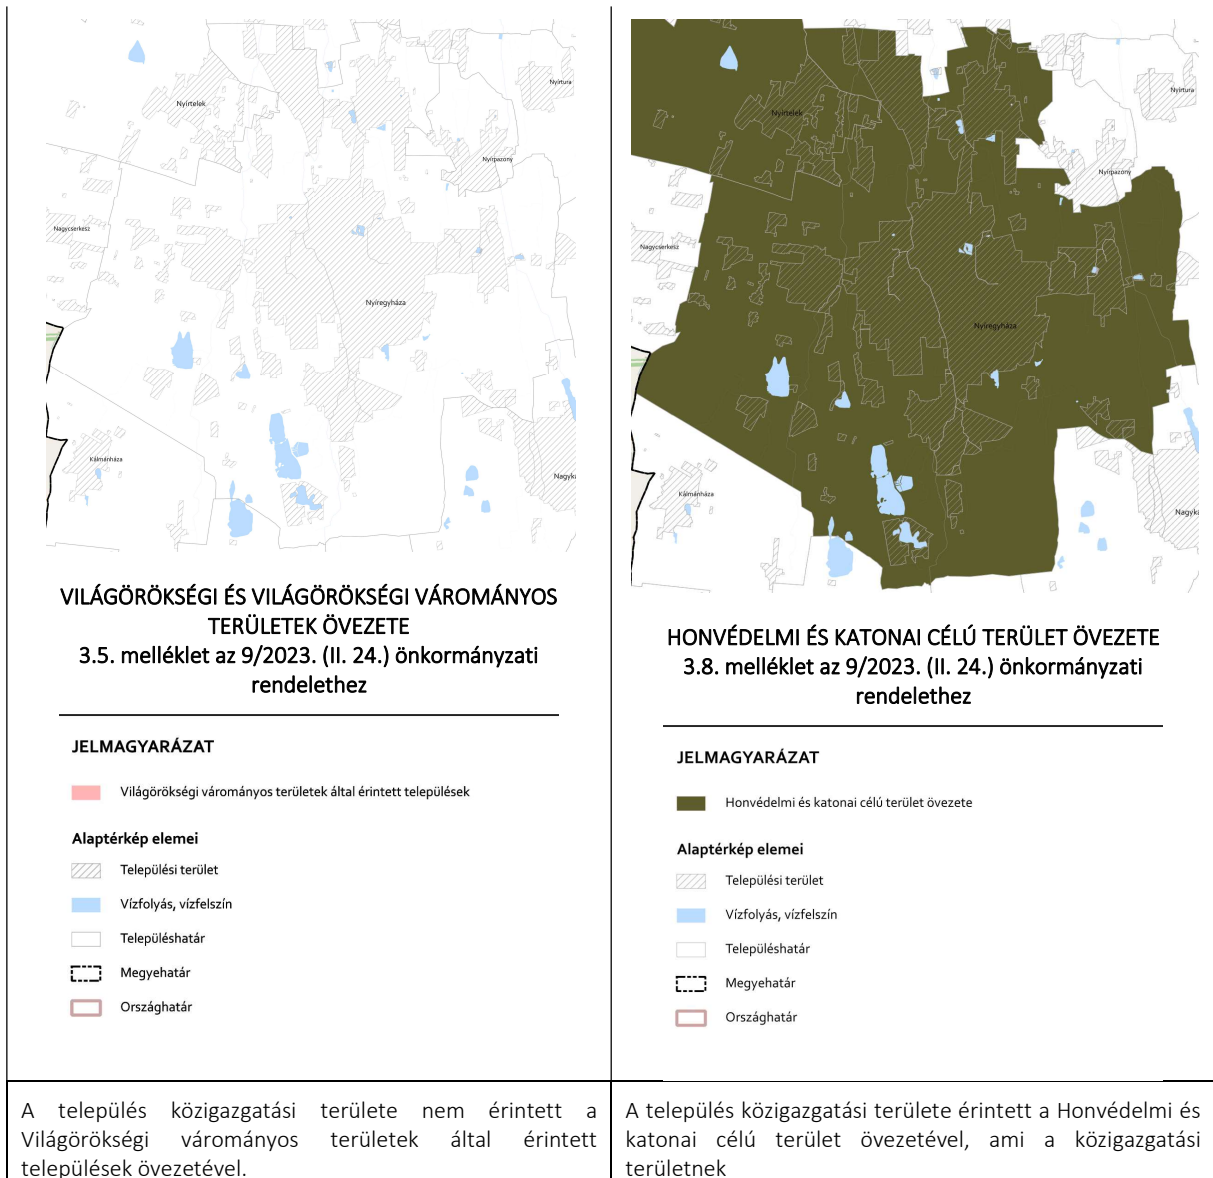 Nyírtelek
Nyírtura
Nyírpazony
Nagycserkesz
Nyíregyháza
Kálmánháza
Nagyk
VILÁGÖRÖKSÉGI ÉS VILÁGÖRÖKSÉGI VÁROMÁNYOS
TERÜLETEK ÖVEZETE
3.5. melléklet az 9/2023. (II. 24.) önkormányzati
rendelethez
JELMAGYARÁZAT
Világörökségi várományos területek által érintett települések
Alaptérkép elemei
Települési terület
Vízfolyás, vízfelszín
Településhatár
Megyehatár
Országhatár
A település közigazgatási területe nem érintett a
Világörökségi várományos területek által érintett
települések övezetével.
Nyírtelek
Nyírtura
Nyírpazony
Nagycserkesz
Nyíregyháza
Kálmánháza
Nagyk
HONVÉDELMI ÉS KATONAI CÉLÚ TERÜLET ÖVEZETE
3.8. melléklet az 9/2023. (II. 24.) önkormányzati
rendelethez
JELMAGYARÁZAT
Honvédelmi és katonai célú terület övezete
Alaptérkép elemei
Települési terület
Vízfolyás, vízfelszín
Településhatár
Megyehatár
Országhatár
A település közigazgatási területe érintett a Honvédelmi és
katonai célú terület övezetével, ami a közigazgatási
területnek